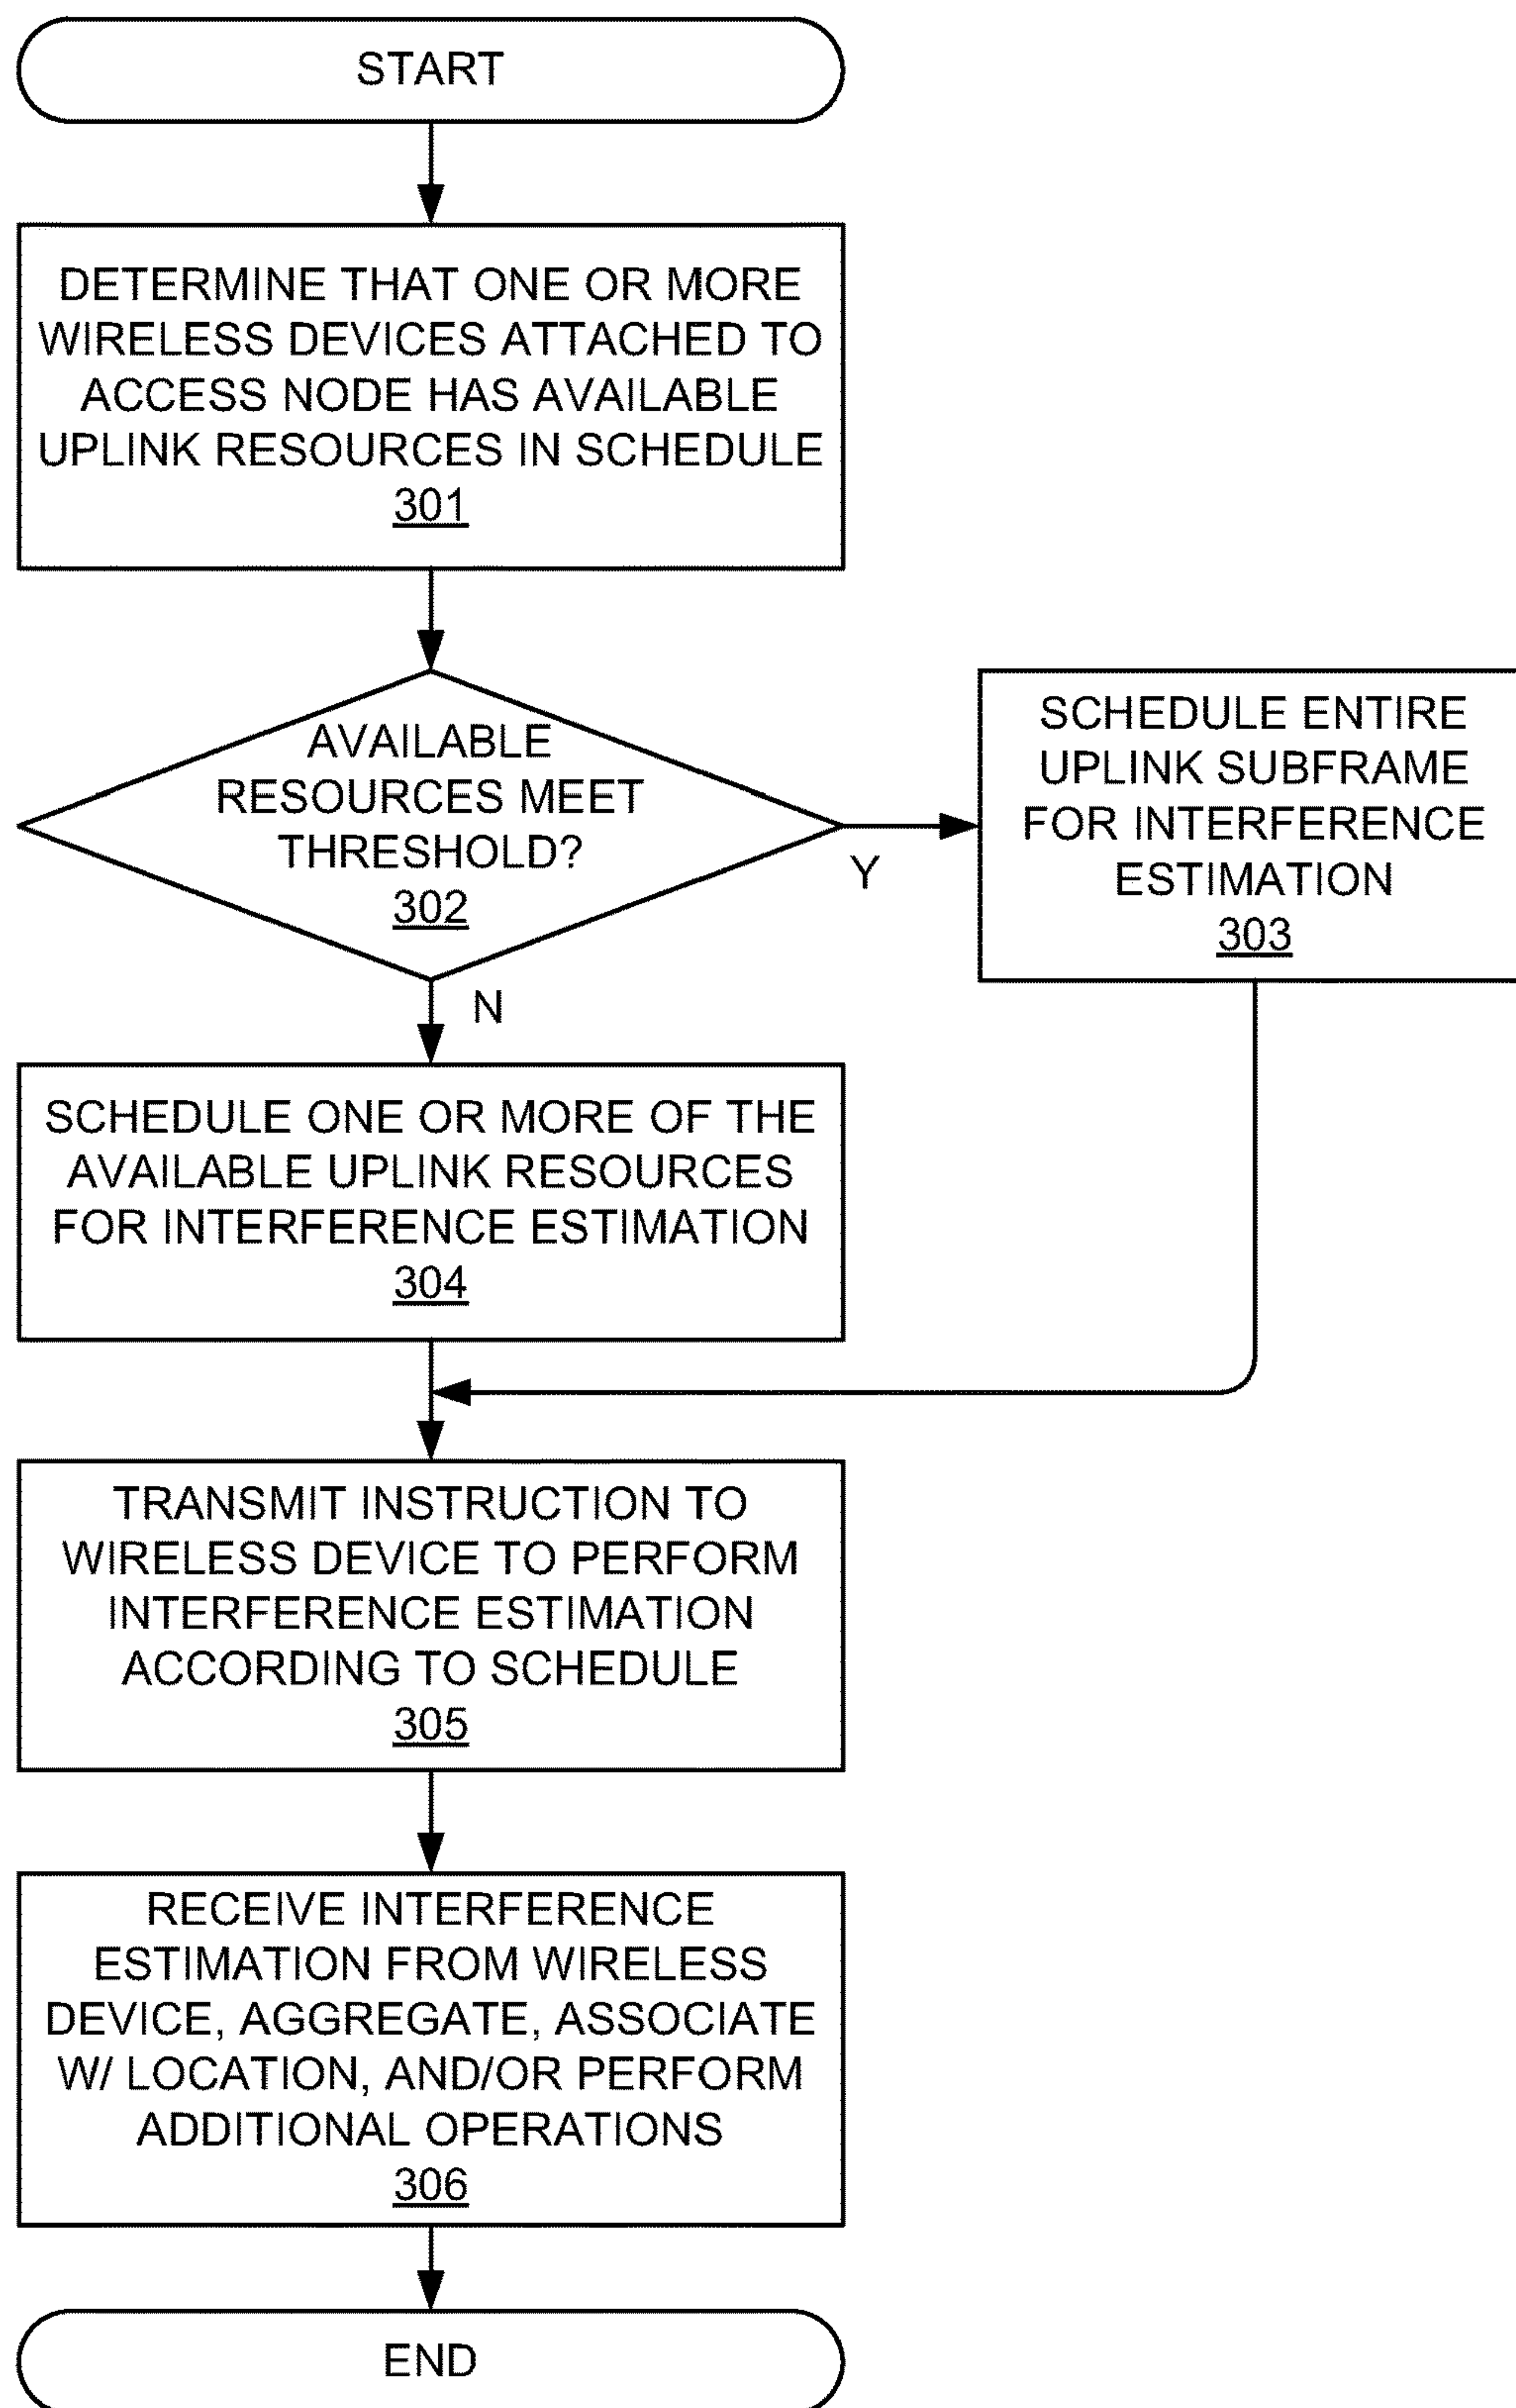 START
DETERMINE THAT ONE OR MORE
WIRELESS DEVICES ATTACHED TO
ACCESS NODE HAS AVAILABLE
UPLINK RESOURCES IN SCHEDULE
301
AVAILABLE
RESOURCES MEET
THRESHOLD?
302
Y
SCHEDULE ENTIRE
UPLINK SUBFRAME
FOR INTERFERENCE
ESTIMATION
303
N
SCHEDULE ONE OR MORE OF THE
AVAILABLE UPLINK RESOURCES
FOR INTERFERENCE ESTIMATION
304
TRANSMIT INSTRUCTION TO
WIRELESS DEVICE TO PERFORM
INTERFERENCE ESTIMATION
ACCORDING TO SCHEDULE
305
RECEIVE INTERFERENCE
ESTIMATION FROM WIRELESS
DEVICE, AGGREGATE, ASSOCIATE
W/ LOCATION, AND/OR PERFORM
ADDITIONAL OPERATIONS
306
END